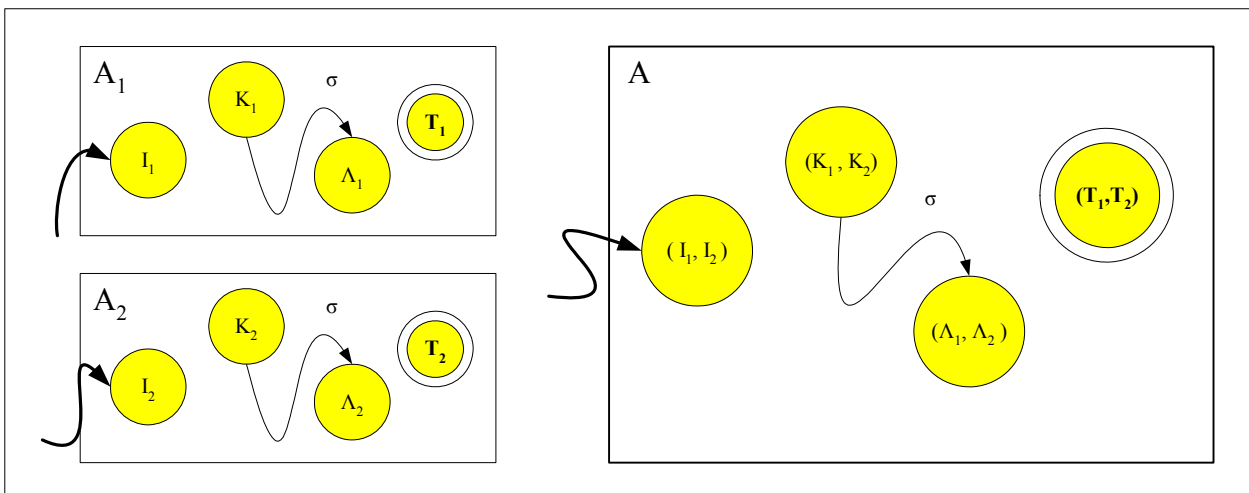 A₁
K₁
σ
T₁
I₁
Λ₁
A₂
K₂
σ
T₂
I₂
Λ₂
A
(K₁ , K₂)
σ
(T₁,T₂)
( I₁, I₂ )
(Λ₁, Λ₂ )